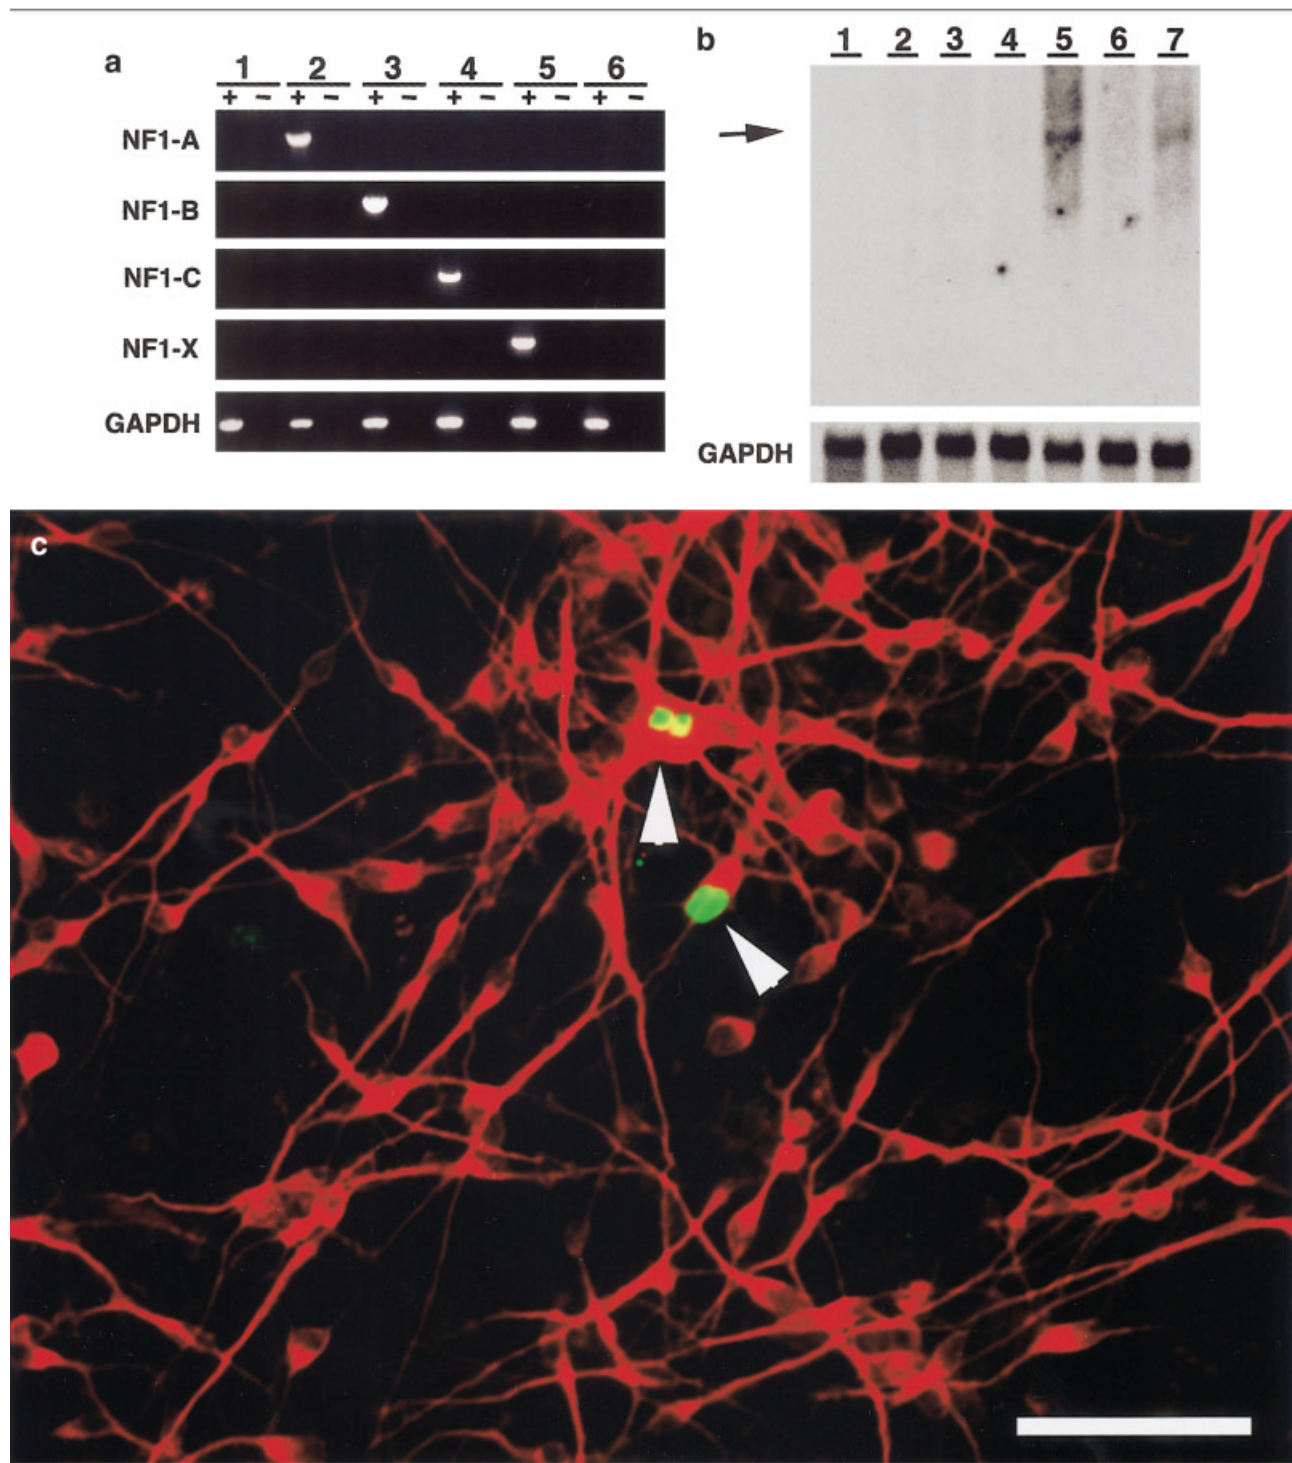 a
1 2 3 4 5 6
+ − + − + − + − + − + −
NF1-A
NF1-B
NF1-C
NF1-X
GAPDH
b
1 2 3 4 5 6 7
GAPDH
c